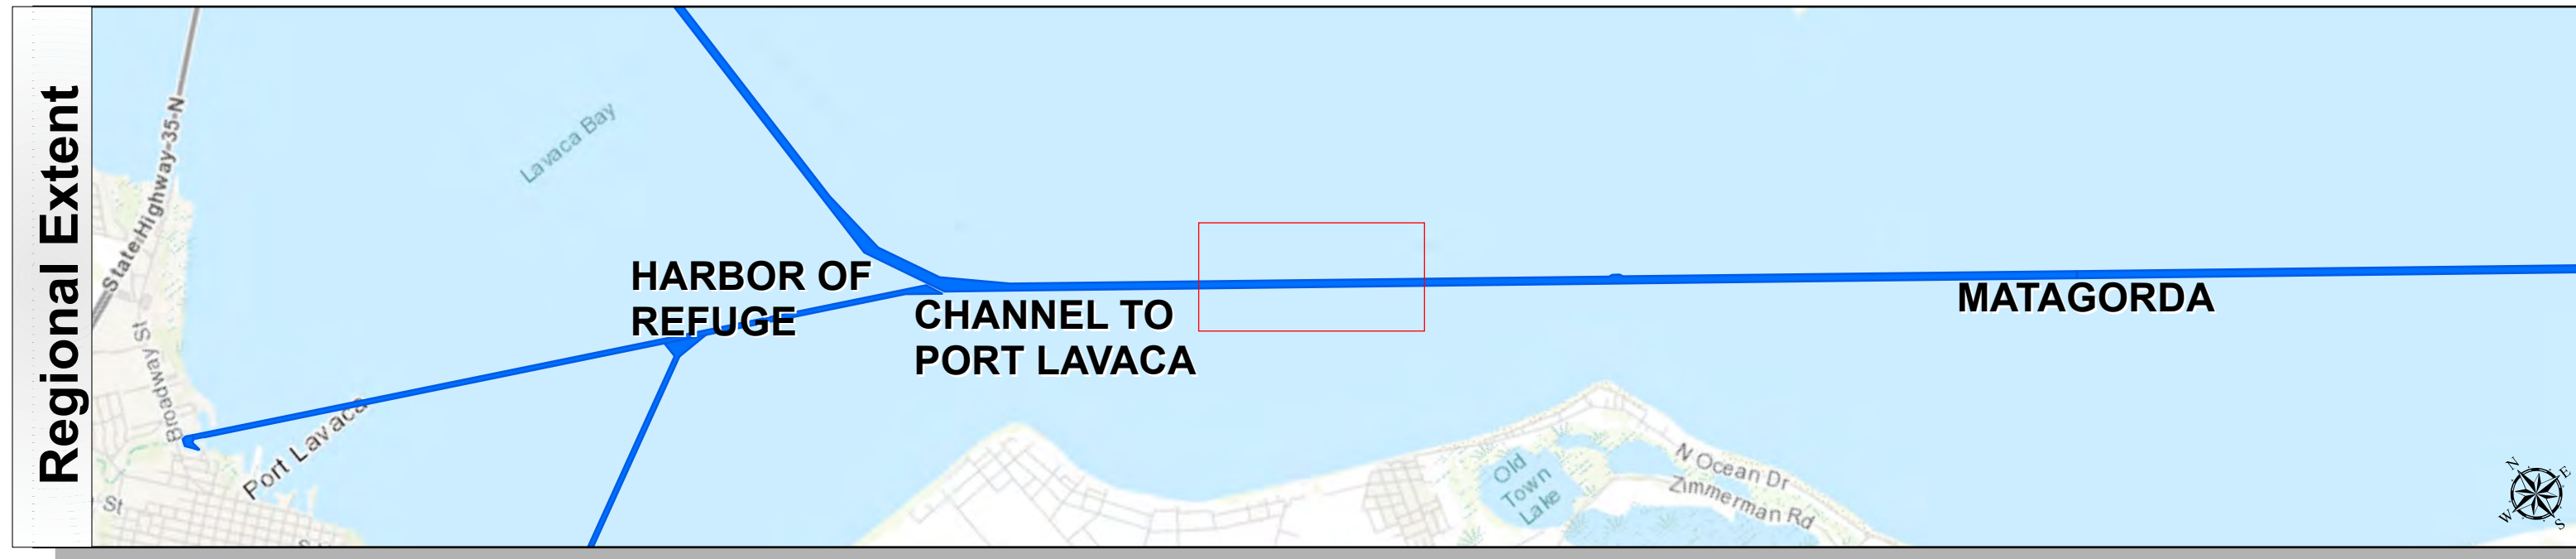 Regional Extent
State Highway 35 N
Lavaca Bay
HARBOR OF
REFUGE
CHANNEL TO
PORT LAVACA
MATAGORDA
Broadway St
Port Lavaca
St
Old
Town
Lake
N Ocean Dr
Zimmerman Rd
N
E
W
S